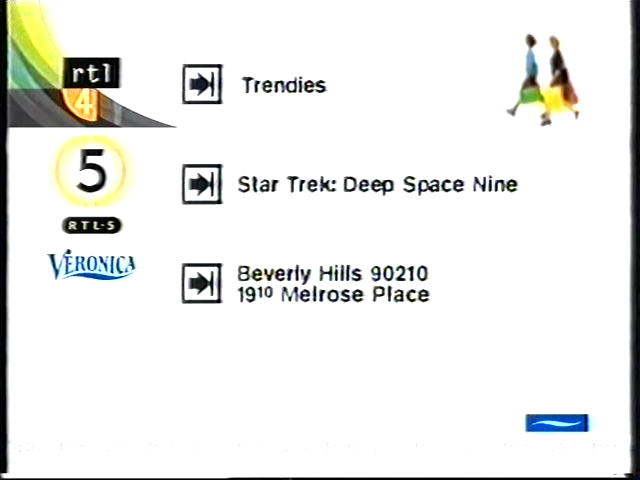 rtl
4
Trendies
5
RTL·5
Star Trek: Deep Space Nine
VERONICA
Beverly Hills 90210
19¹⁰ Melrose Place